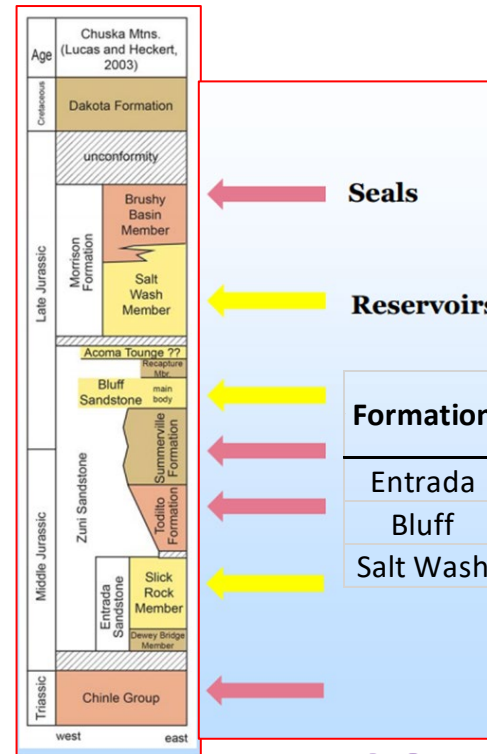 Age
Chuska Mtns.
(Lucas and Heckert,
2003)
Cretaceous
Dakota Formation
unconformity
Late Jurassic
Morrison
Formation
Brushy
Basin
Member
Salt
Wash
Member
Acoma Tounge ??
Recapture
Mbr.
Bluff
Sandstone
main
body
Zuni Sandstone
Summerville
Formation
Todilto
Formation
Middle Jurassic
Entrada
Sandstone
Slick
Rock
Member
Dewey Bridge
Member
Triassic
Chinle Group
west
east
Seals
Reservoirs
Formation
Entrada
Bluff
Salt Wash